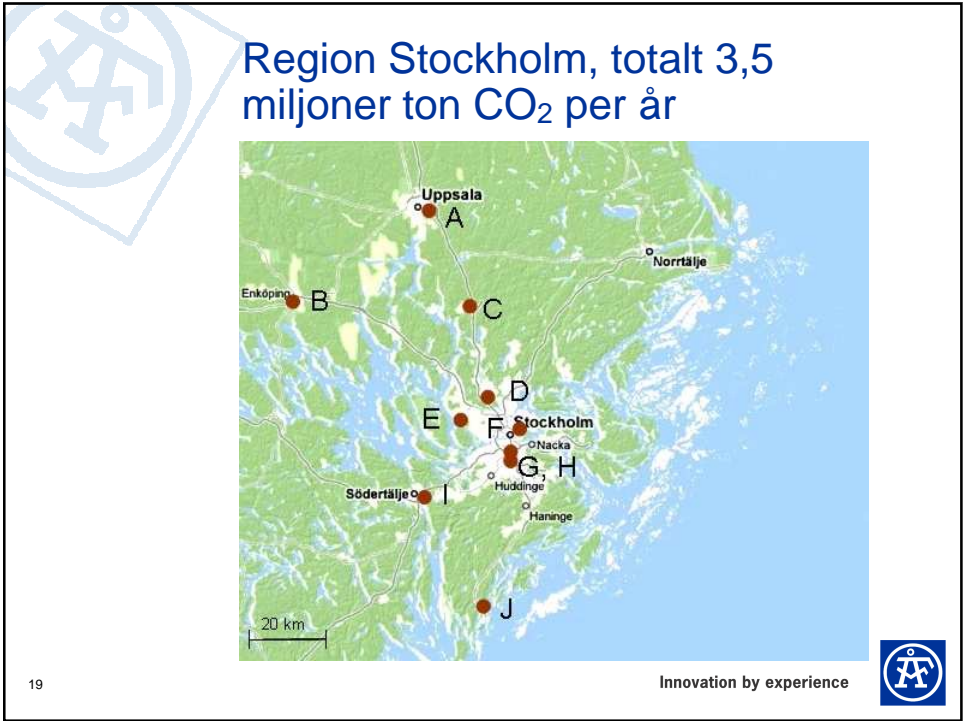 Region Stockholm, totalt 3,5
miljoner ton CO₂ per år
Uppsala
A
Norrtälje
Enköping
B
C
D
E
F
Stockholm
Nacka
G, H
Huddinge
Södertälje
I
Haninge
J
20 km
19
Innovation by experience
ÅF